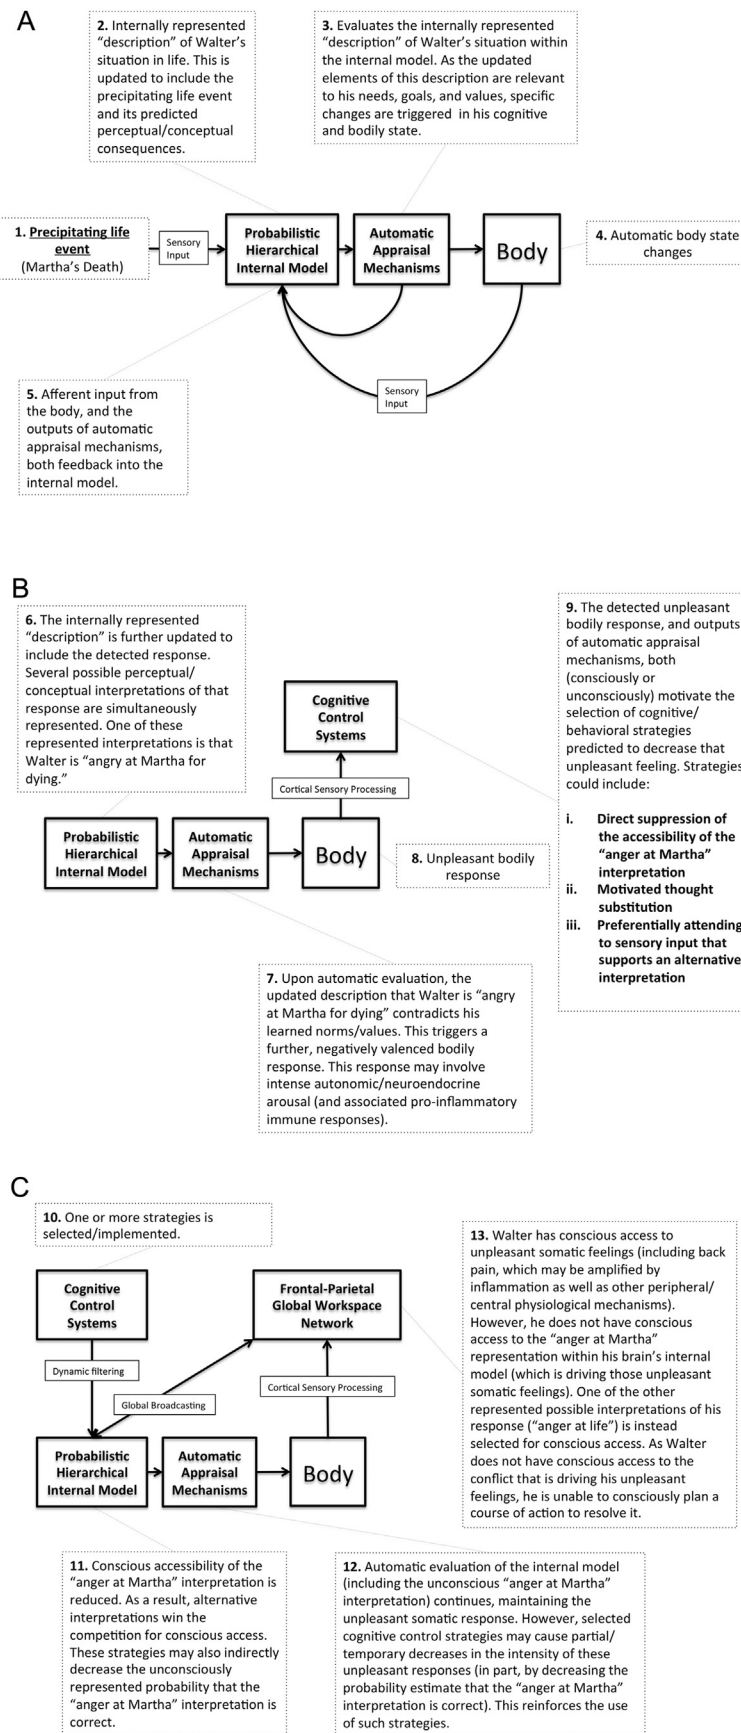 A
2. Internally represented
“description” of Walter’s
situation in life. This is
updated to include the
precipitating life event
and its predicted
perceptual/conceptual
consequences.
3. Evaluates the internally represented
“description” of Walter’s situation within
the internal model. As the updated
elements of this description are relevant
to his needs, goals, and values, specific
changes are triggered in his cognitive
and bodily state.
1. Precipitating life
event
(Martha’s Death)
Sensory
Input
Probabilistic
Hierarchical
Internal Model
Automatic
Appraisal
Mechanisms
Body
4. Automatic body state
changes
5. Afferent input from
the body, and the
outputs of automatic
appraisal mechanisms,
both feedback into the
internal model.
Sensory
Input
B
6. The internally represented
“description” is further updated to
include the detected response.
Several possible perceptual/
conceptual interpretations of that
response are simultaneously
represented. One of these
represented interpretations is that
Walter is “angry at Martha for
dying.”
Cognitive
Control
Systems
Cortical Sensory Processing
Probabilistic
Hierarchical
Internal Model
Automatic
Appraisal
Mechanisms
Body
8. Unpleasant bodily
response
9. The detected unpleasant
bodily response, and outputs
of automatic appraisal
mechanisms, both
(consciously or
unconsciously) motivate the
selection of cognitive/
behavioral strategies
predicted to decrease that
unpleasant feeling. Strategies
could include:
i. Direct suppression of
the accessibility of the
“anger at Martha”
interpretation
ii. Motivated thought
substitution
iii. Preferentially attending
to sensory input that
supports an alternative
interpretation
7. Upon automatic evaluation, the
updated description that Walter is “angry
at Martha for dying” contradicts his
learned norms/values. This triggers a
further, negatively valenced bodily
response. This response may involve
intense autonomic/neuroendocrine
arousal (and associated pro-inflammatory
immune responses).
C
10. One or more strategies is
selected/implemented.
Cognitive
Control
Systems
Frontal-Parietal
Global Workspace
Network
Dynamic filtering
Global Broadcasting
Cortical Sensory Processing
Probabilistic
Hierarchical
Internal Model
Automatic
Appraisal
Mechanisms
Body
13. Walter has conscious access to
unpleasant somatic feelings (including back
pain, which may be amplified by
inflammation as well as other peripheral/
central physiological mechanisms).
However, he does not have conscious
access to the “anger at Martha”
representation within his brain’s internal
model (which is driving those unpleasant
somatic feelings). One of the other
represented possible interpretations of his
response (“anger at life”) is instead
selected for conscious access. As Walter
does not have conscious access to the
conflict that is driving his unpleasant
feelings, he is unable to consciously plan a
course of action to resolve it.
11. Conscious accessibility of the
“anger at Martha” interpretation is
reduced. As a result, alternative
interpretations win the
competition for conscious access.
These strategies may also indirectly
decrease the unconsciously
represented probability that the
“anger at Martha” interpretation is
correct.
12. Automatic evaluation of the internal model
(including the unconscious “anger at Martha”
interpretation) continues, maintaining the
unpleasant somatic response. However, selected
cognitive control strategies may cause partial/
temporary decreases in the intensity of these
unpleasant responses (in part, by decreasing the
probability estimate that the “anger at Martha”
interpretation is correct). This reinforces the use
of such strategies.